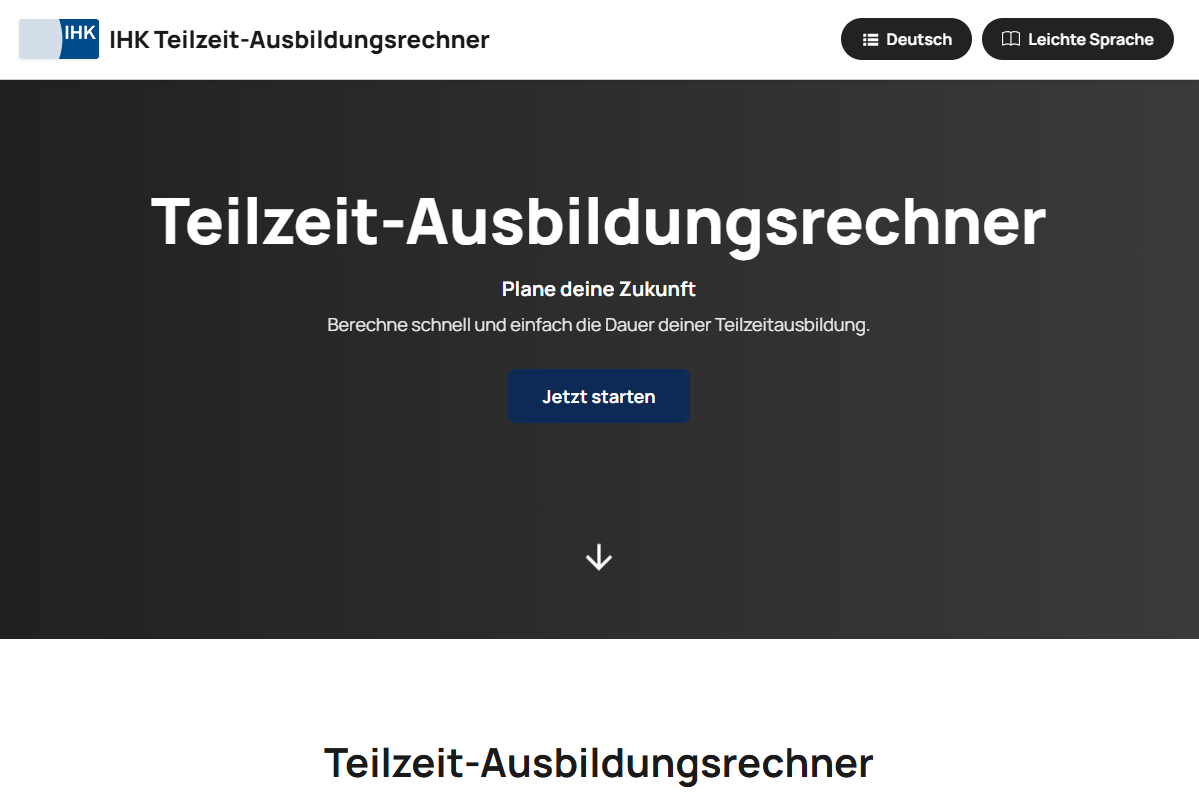 IHK
IHK Teilzeit-Ausbildungsrechner
Deutsch
Leichte Sprache
Teilzeit-Ausbildungsrechner
Plane deine Zukunft
Berechne schnell und einfach die Dauer deiner Teilzeitausbildung.
Jetzt starten
Teilzeit-Ausbildungsrechner